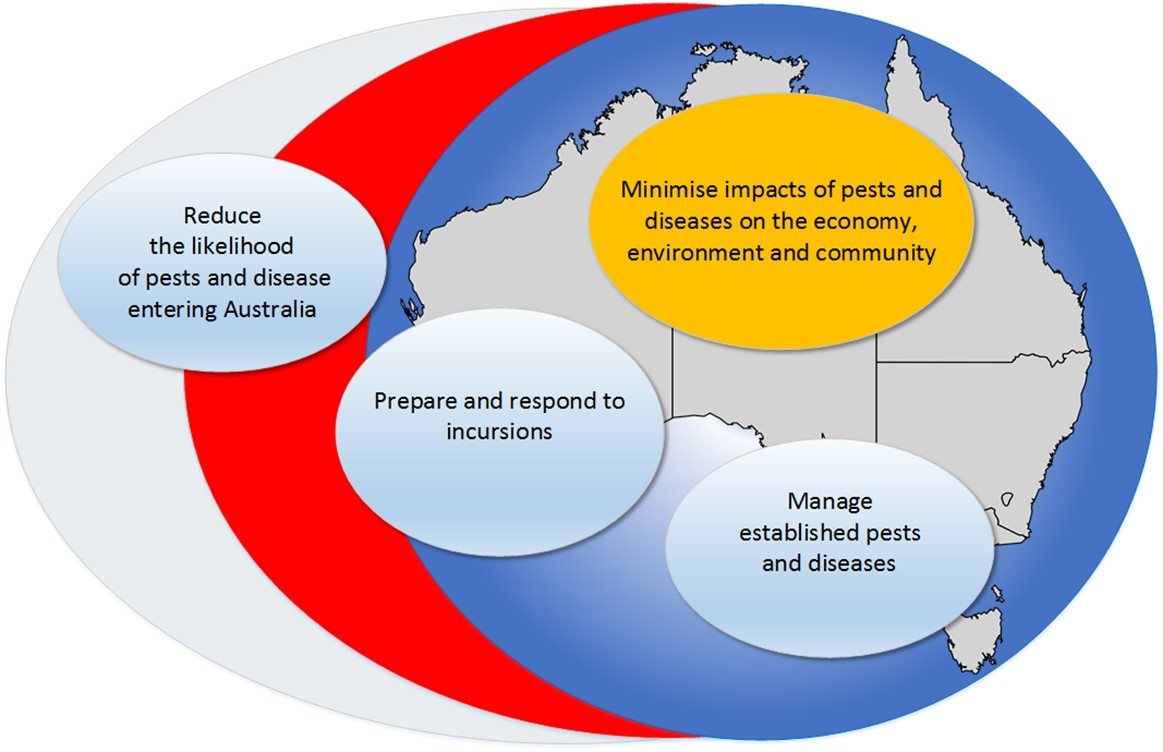 Reduce
the likelihood
of pests and disease
entering Australia
Minimise impacts of pests and
diseases on the economy,
environment and community
Prepare and respond to
incursions
Manage
established pests
and diseases